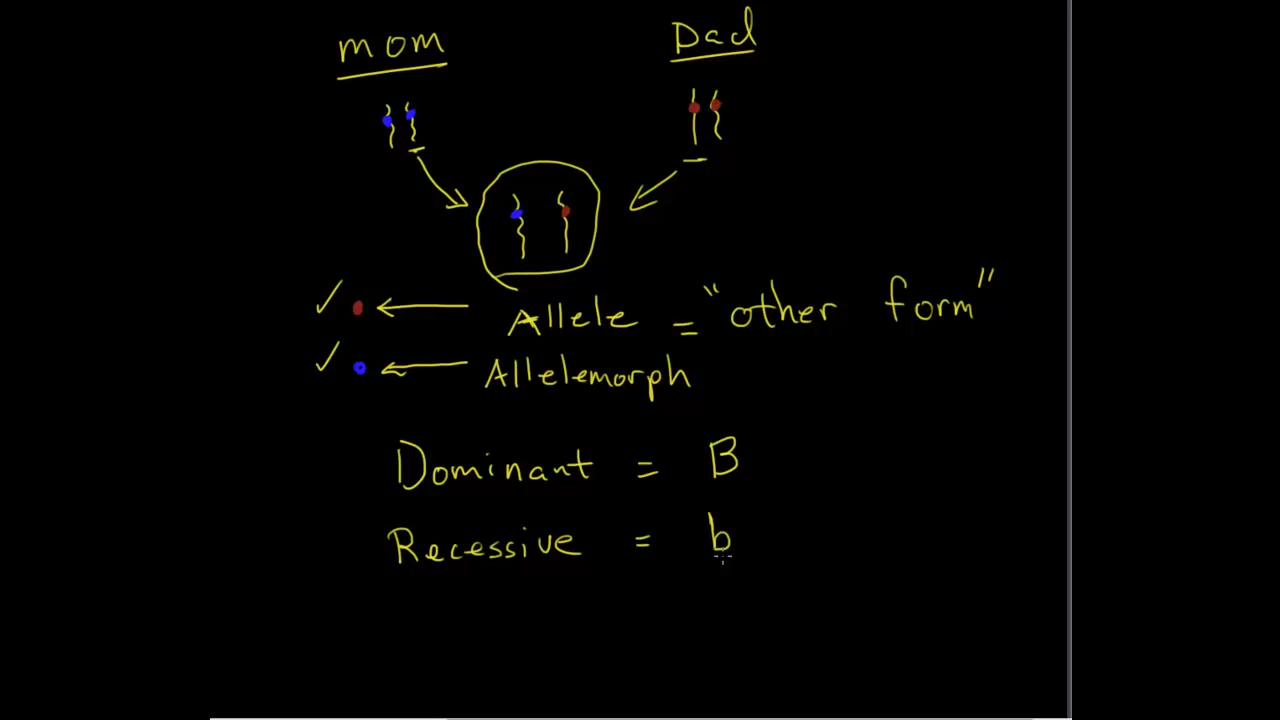 mom Dad
Allele = "other form"
Allelemorph
Dominant = B
Recessive = b